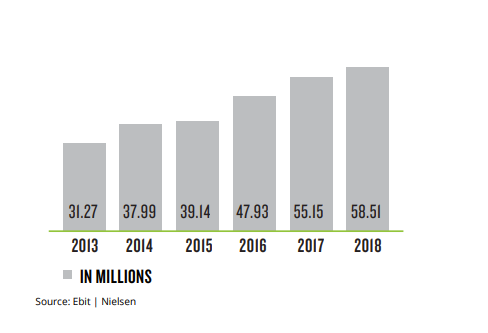 31.27 37.99 39.14 47.93 55.15 58.51
2013 2014 2015 2016 2017 2018
IN MILLIONS
Source: Ebit | Nielsen